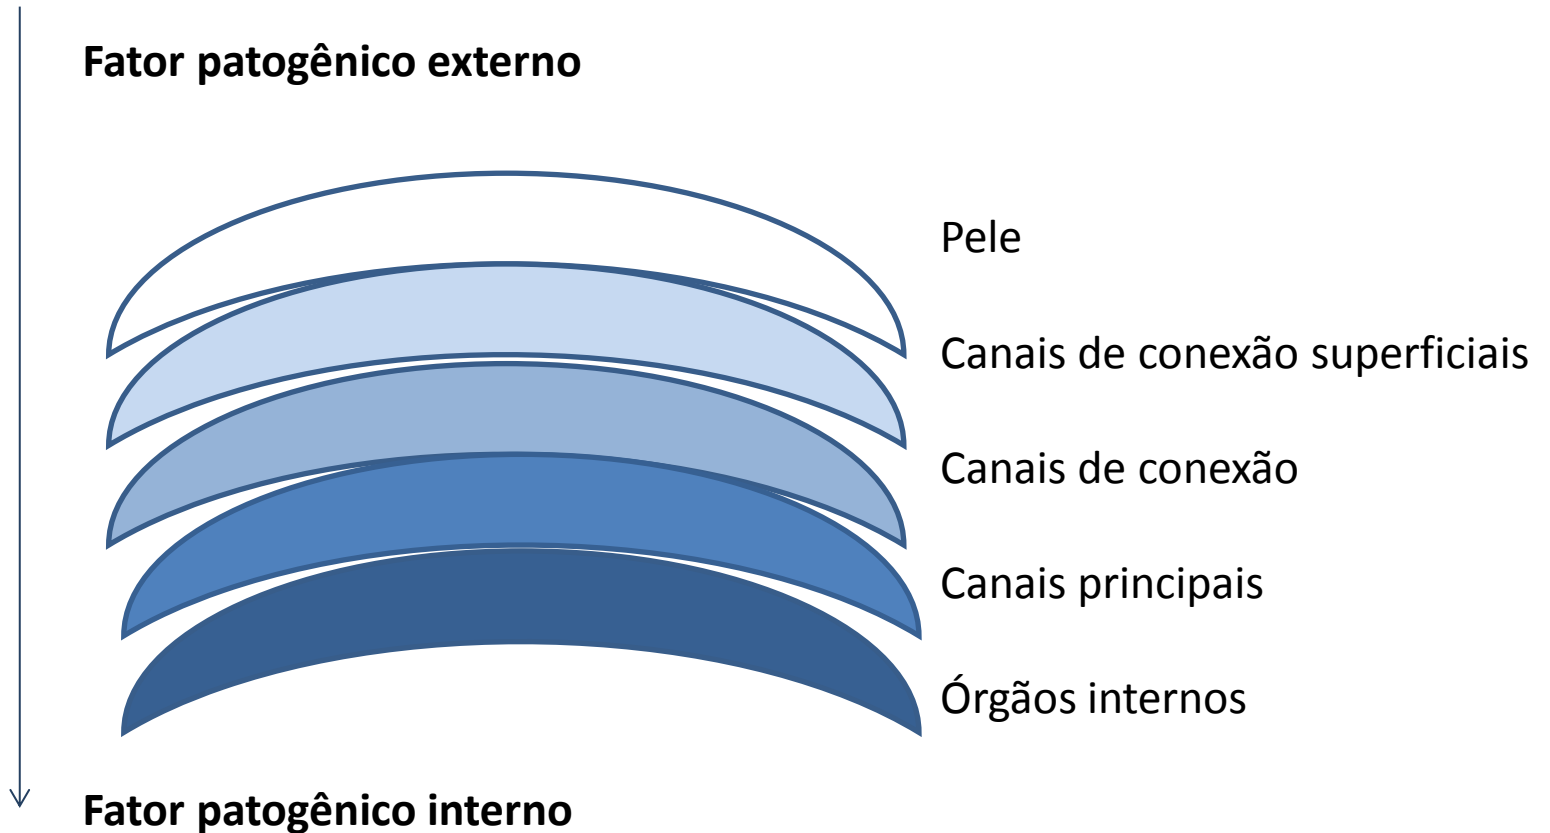 Fator patogênico externo
Pele
Canais de conexão superficiais
Canais de conexão
Canais principais
Órgãos internos
Fator patogênico interno